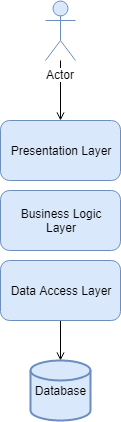 Actor
Presentation Layer
Business Logic
Layer
Data Access Layer
Database